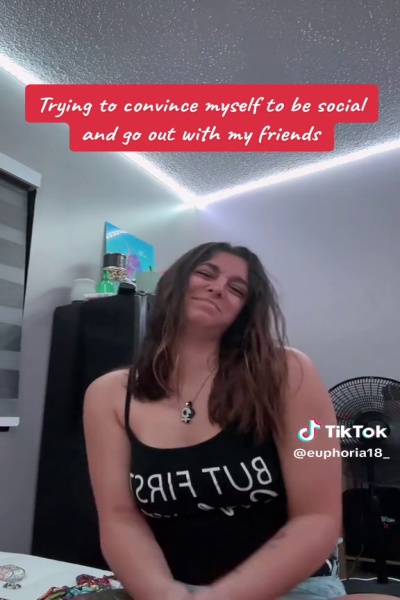 Trying to convince myself to be social
and go out with my friends
BUT FIRST
TikTok
@euphoria18_